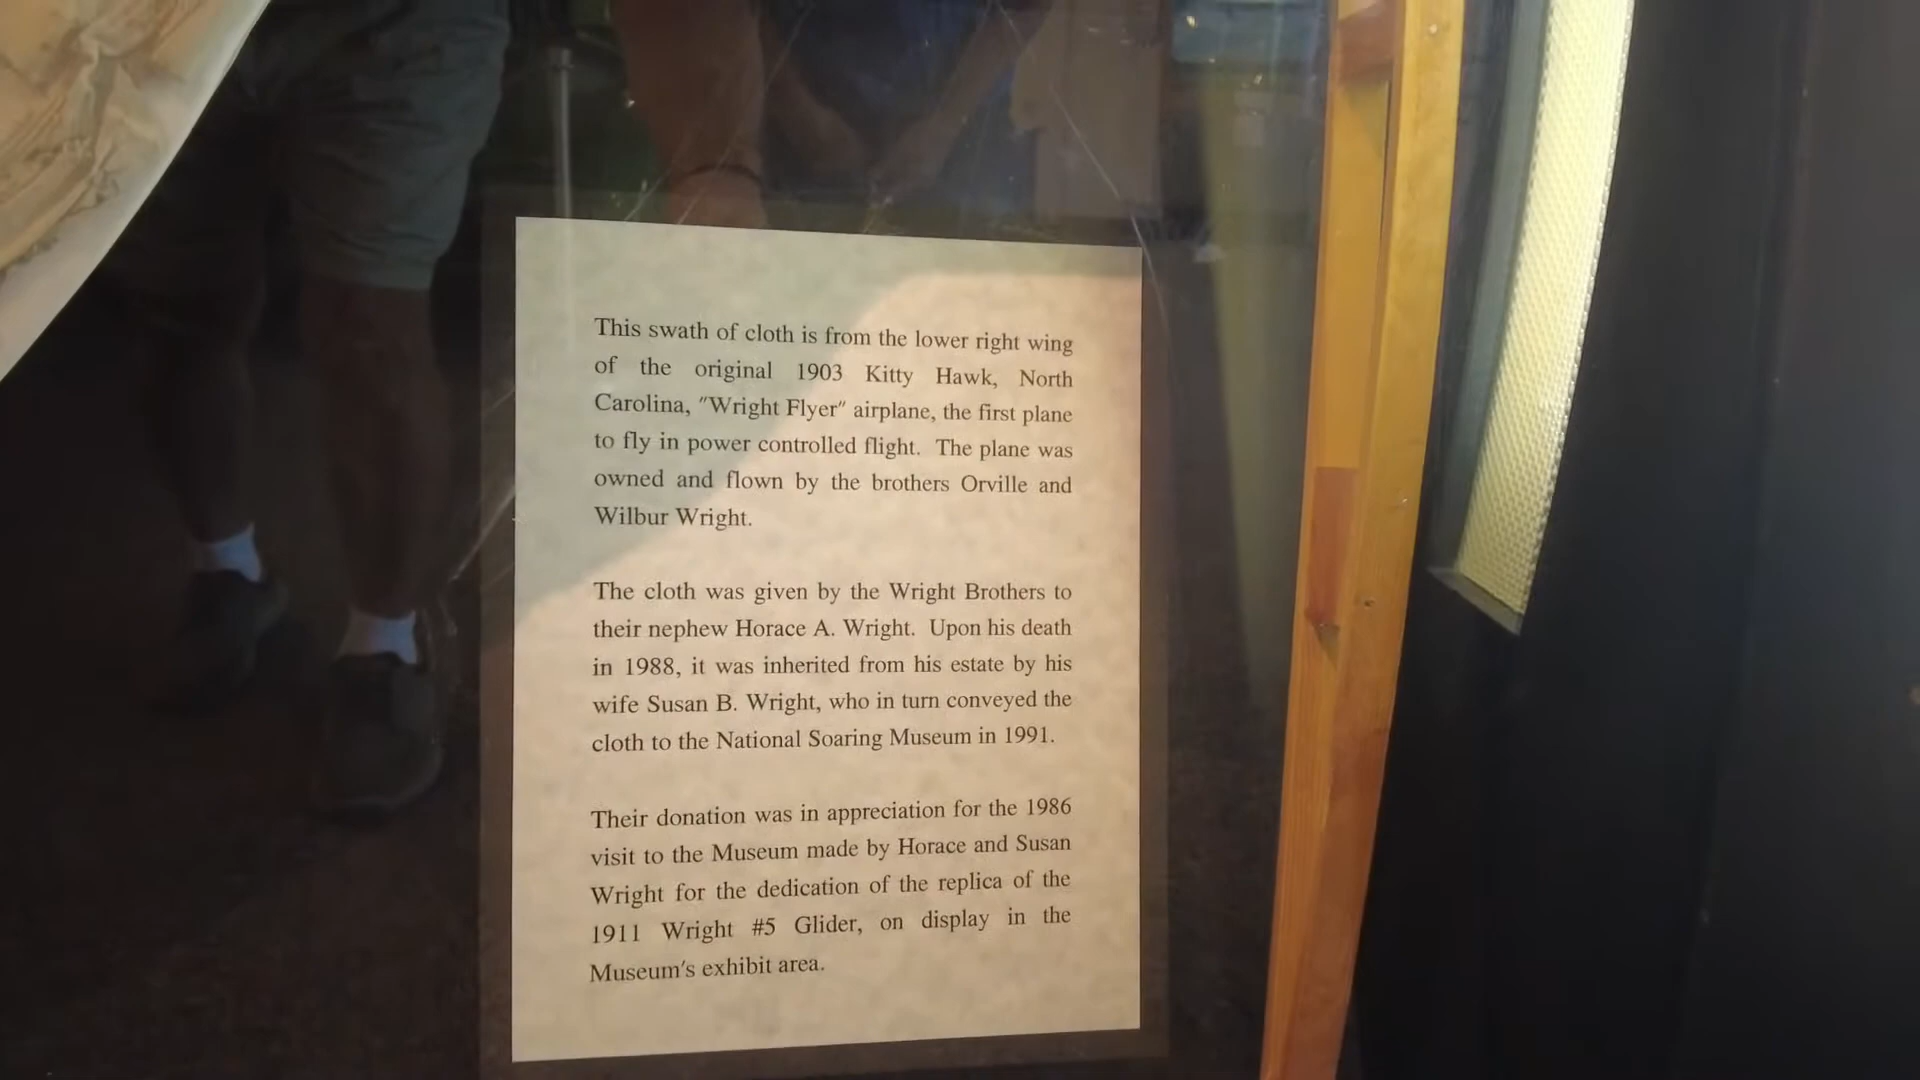 This swath of cloth is from the lower right wing
of the original 1903 Kitty Hawk, North
Carolina, "Wright Flyer" airplane, the first plane
to fly in power controlled flight. The plane was
owned and flown by the brothers Orville and
Wilbur Wright.
The cloth was given by the Wright Brothers to
their nephew Horace A. Wright. Upon his death
in 1988, it was inherited from his estate by his
wife Susan B. Wright, who in turn conveyed the
cloth to the National Soaring Museum in 1991.
Their donation was in appreciation for the 1986
visit to the Museum made by Horace and Susan
Wright for the dedication of the replica of the
1911 Wright #5 Glider, on display in the
Museum's exhibit area.